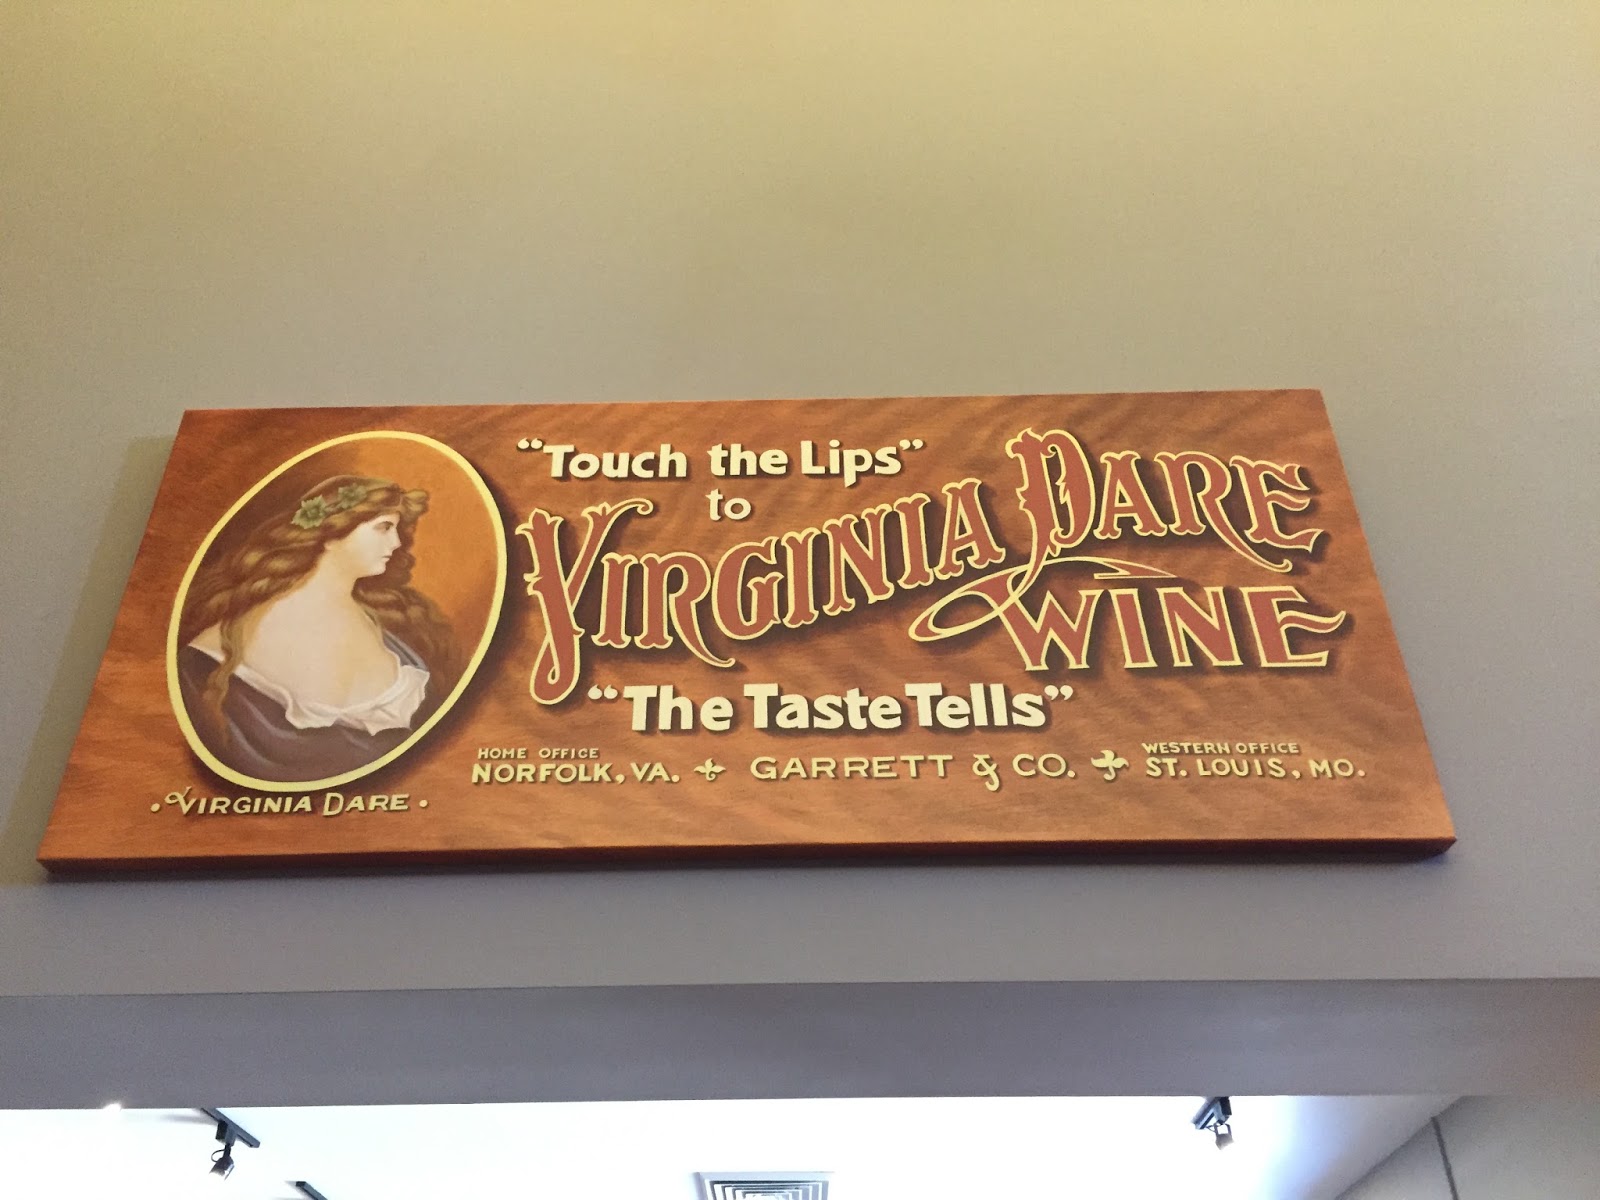 "Touch the Lips"
to
VIRGINIA DARE
WINE
"The Taste Tells"
HOME OFFICE
NORFOLK, VA.
GARRETT & CO.
WESTERN OFFICE
ST. LOUIS, MO.
• VIRGINIA DARE •